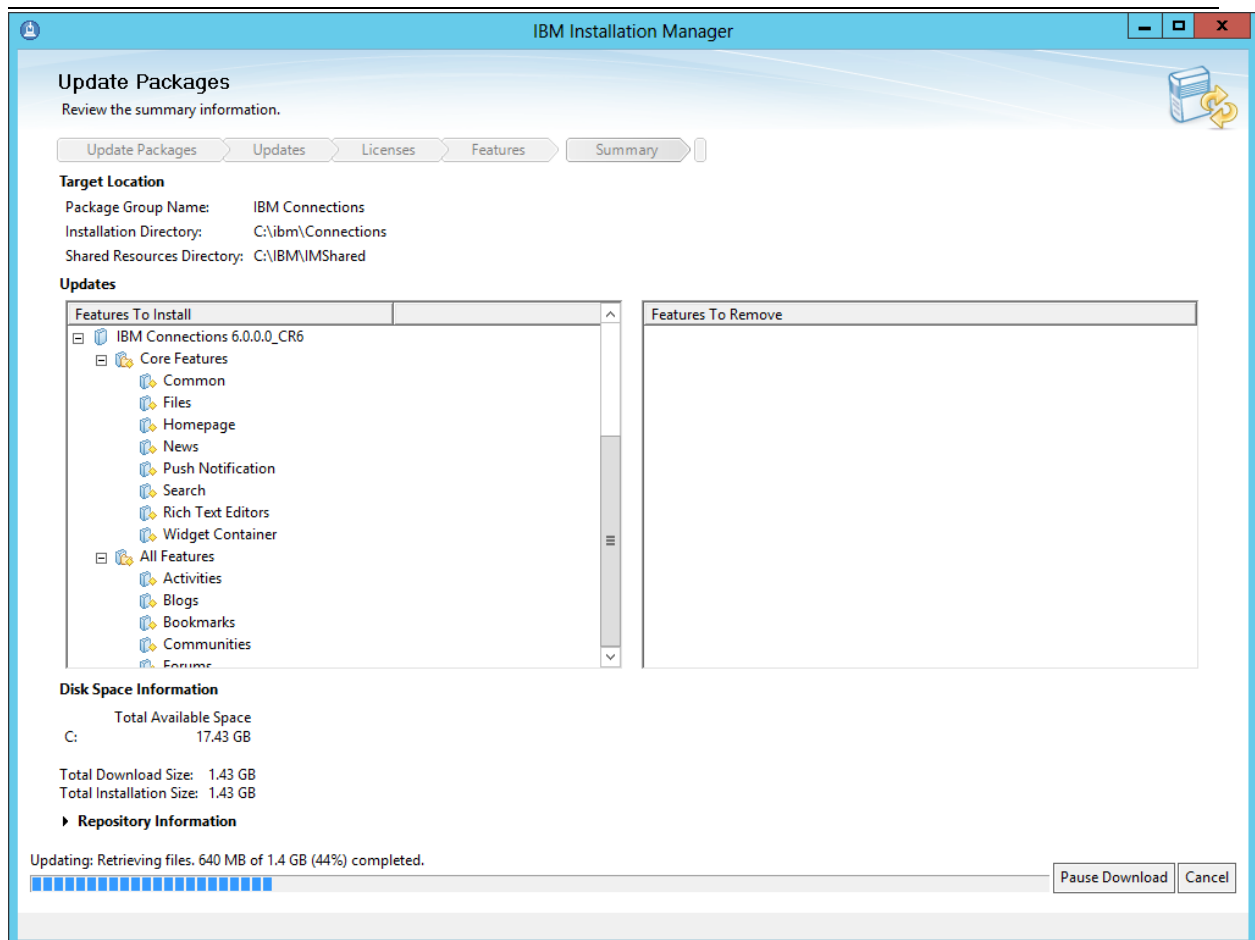 IBM Installation Manager
Update Packages
Review the summary information.
Update Packages Updates Licenses Features Summary
Target Location
Package Group Name: IBM Connections
Installation Directory: C:\ibm\Connections
Shared Resources Directory: C:\IBM\IMShared
Updates
Features To Install Features To Remove
IBM Connections 6.0.0.0_CR6
Core Features
Common
Files
Homepage
News
Push Notification
Search
Rich Text Editors
Widget Container
All Features
Activities
Blogs
Bookmarks
Communities
Forums
Disk Space Information
Total Available Space
C: 17.43 GB
Total Download Size: 1.43 GB
Total Installation Size: 1.43 GB
Repository Information
Updating: Retrieving files. 640 MB of 1.4 GB (44%) completed.
Pause Download Cancel